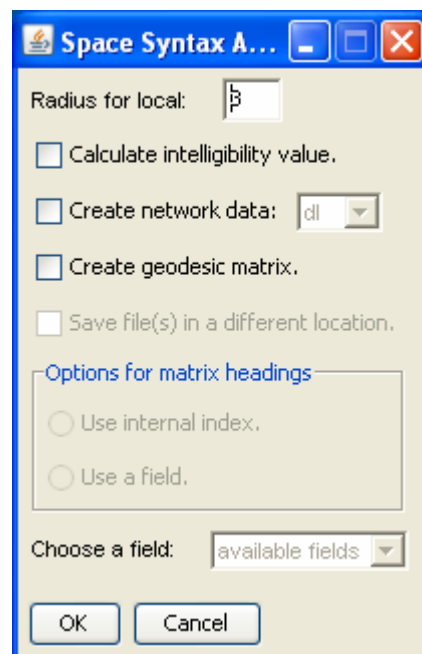 Space Syntax A...
Radius for local: 3
Calculate intelligibility value.
Create network data: dl
Create geodesic matrix.
Save file(s) in a different location.
Options for matrix headings
Use internal index.
Use a field.
Choose a field: available fields
OK Cancel